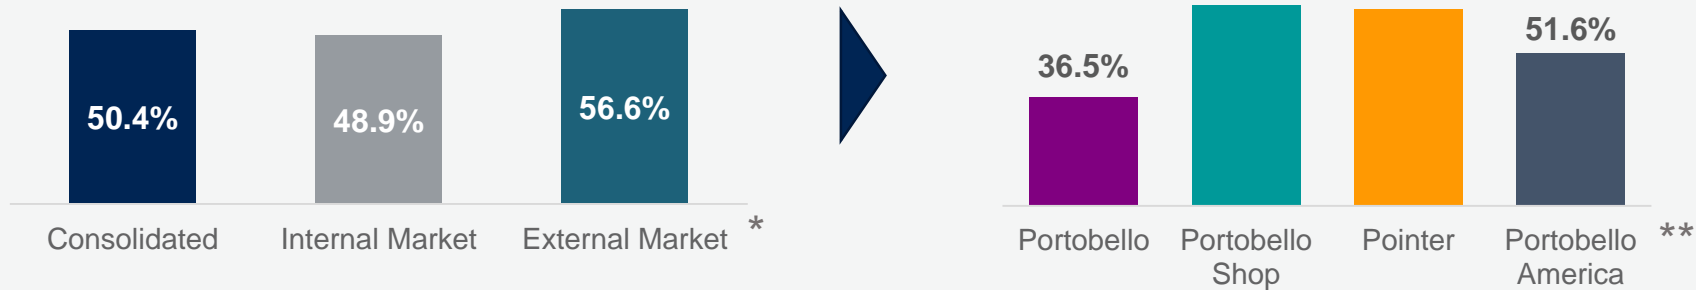 50.4%
48.9%
56.6%
Consolidated
Internal Market
External Market *
36.5%
51.6%
Portobello
Portobello
Shop
Pointer
Portobello
America
**